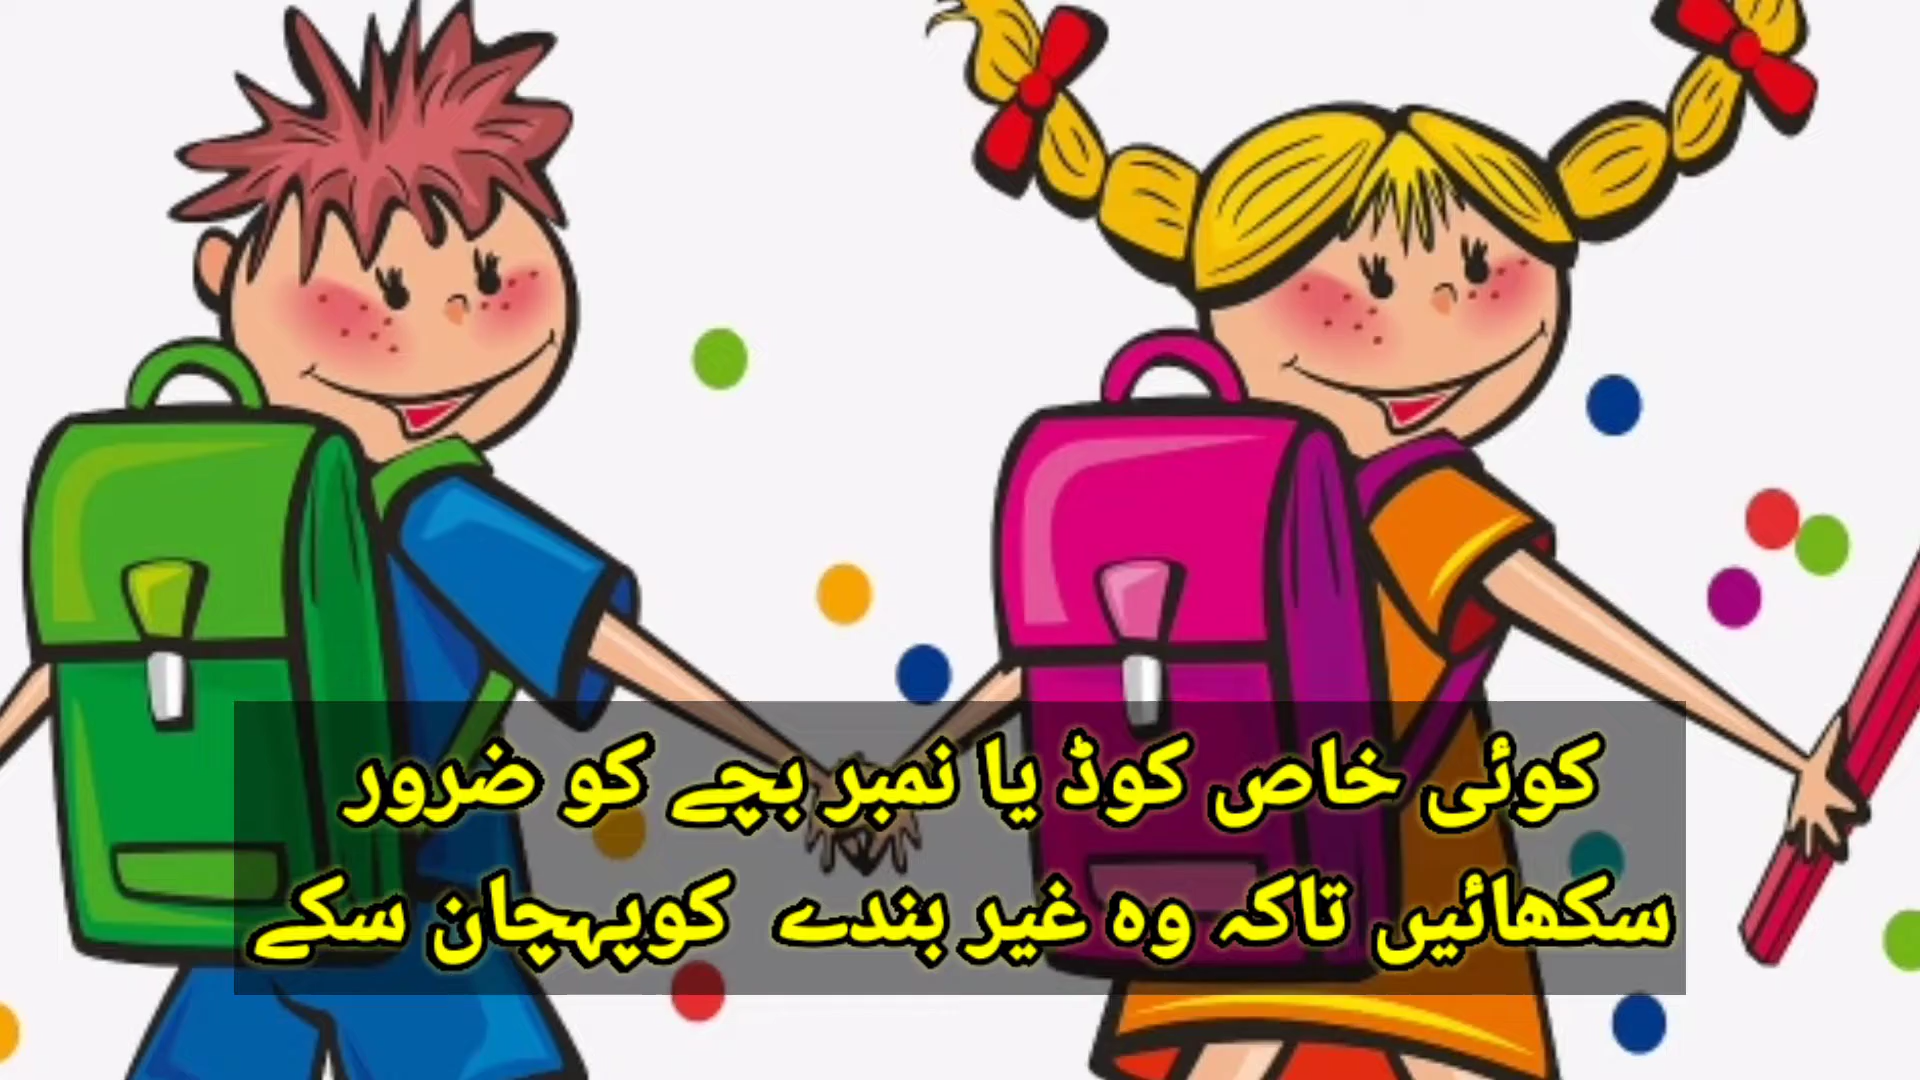 کوئی خاص کوڈ یا نمبر بچے کو ضرور
سکھائیں تاکہ وہ غیر بندے کوپہچان سکے